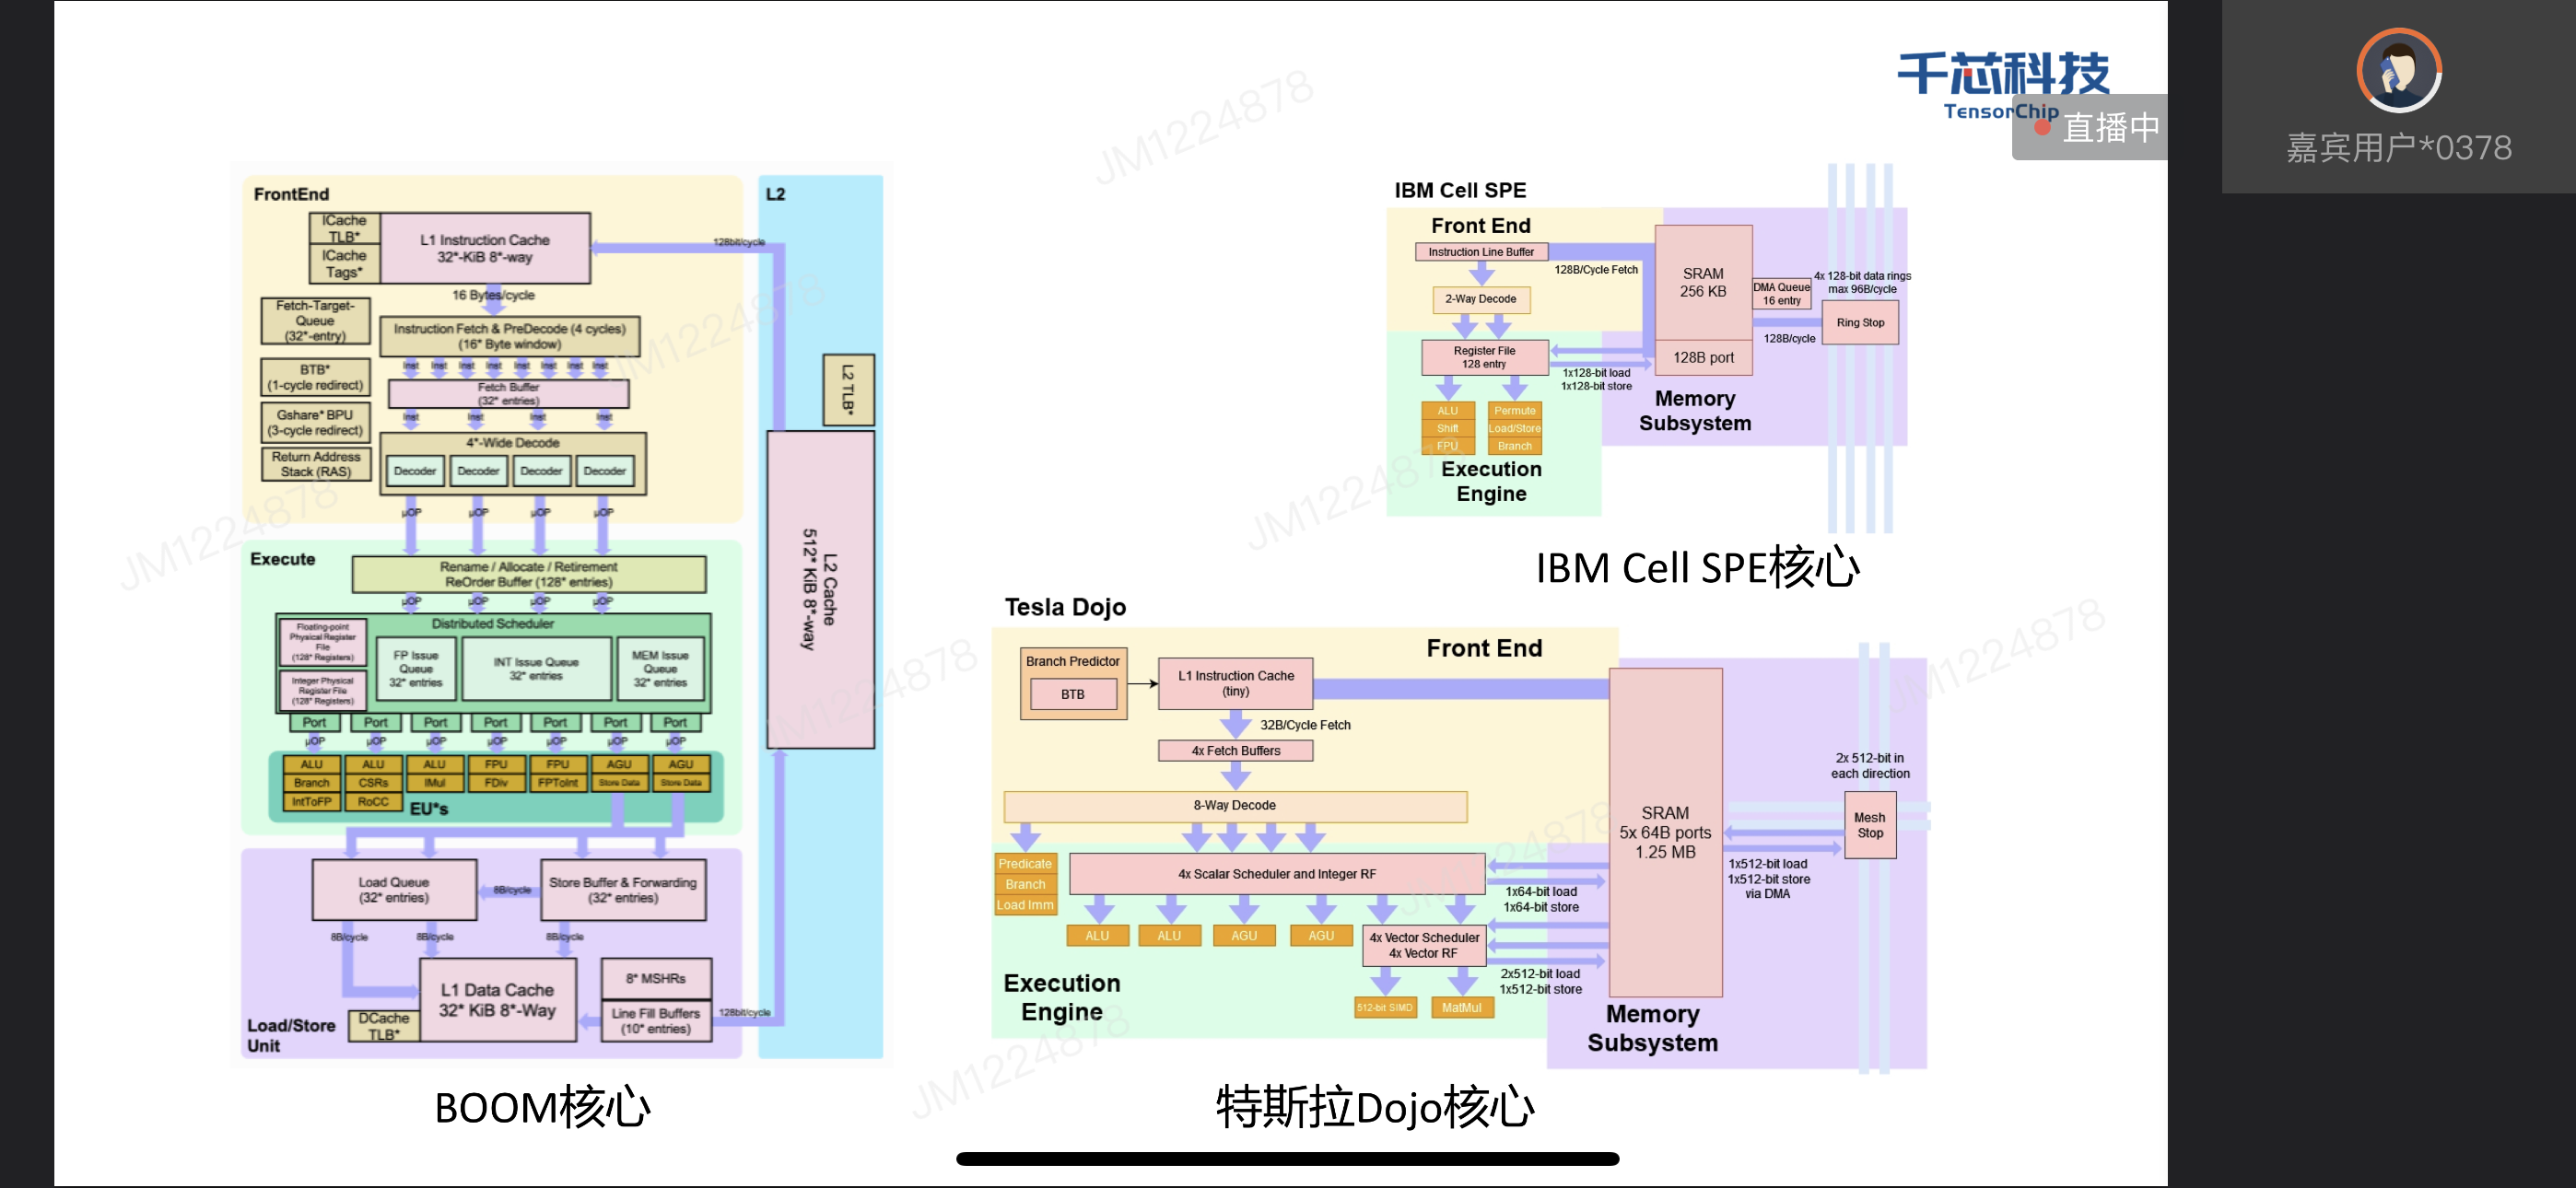 千芯科技
TensorChip
直播中
嘉宾用户*0378
FrontEnd
ICache
TLB*
ICache
Tags*
L1 Instruction Cache
32*-KiB 8*-way
128bit/cycle
16 Bytes/cycle
Fetch-Target-
Queue
(32*-entry)
Instruction Fetch & PreDecode (4 cycles)
(16* Byte window)
Inst Inst Inst Inst Inst Inst Inst Inst
BTB*
(1-cycle redirect)
Fetch Buffer
(32* entries)
Inst Inst Inst Inst
Gshare* BPU
(3-cycle redirect)
Return Address
Stack (RAS)
4*-Wide Decode
Decoder Decoder Decoder Decoder
µOP µOP µOP µOP
Execute
Rename / Allocate / Retirement
ReOrder Buffer (128* entries)
µOP µOP µOP µOP
Distributed Scheduler
Floating-point
Physical Register
File
(128* Registers)
Integer Physical
Register File
(128* Registers)
FP Issue
Queue
32* entries
INT Issue Queue
32* entries
MEM Issue
Queue
32* entries
Port Port Port Port Port Port Port
µOP µOP µOP µOP µOP µOP µOP
ALU ALU ALU FPU FPU AGU AGU
Branch CSRs IMul FDiv FPToInt Store Data Store Data
IntToFP RoCC
EU*s
Load Queue
(32* entries)
8B/cycle
Store Buffer & Forwarding
(32* entries)
8B/cycle 8B/cycle 8B/cycle
L1 Data Cache
32* KiB 8*-Way
8* MSHRs
Line Fill Buffers
(10* entries)
128bit/cycle
DCache
TLB*
Load/Store
Unit
L2
L2 TLB*
L2 Cache
512* KiB 8*-way
BOOM核心
IBM Cell SPE
Front End
Instruction Line Buffer
128B/Cycle Fetch
2-Way Decode
Register File
128 entry
1x128-bit load
1x128-bit store
ALU Permute
Shift Load/Store
FPU Branch
Execution
Engine
SRAM
256 KB
128B port
DMA Queue
16 entry
4x 128-bit data rings
max 96B/cycle
Ring Stop
128B/cycle
Memory
Subsystem
IBM Cell SPE核心
Tesla Dojo
Front End
Branch Predictor
BTB
L1 Instruction Cache
(tiny)
32B/Cycle Fetch
4x Fetch Buffers
8-Way Decode
Predicate
Branch
Load Imm
4x Scalar Scheduler and Integer RF
1x64-bit load
1x64-bit store
ALU ALU AGU AGU
4x Vector Scheduler
4x Vector RF
2x512-bit load
1x512-bit store
512-bit SIMD MatMul
Execution
Engine
SRAM
5x 64B ports
1.25 MB
2x 512-bit in
each direction
Mesh
Stop
1x512-bit load
1x512-bit store
via DMA
Memory
Subsystem
特斯拉Dojo核心
JM1224878
JM1224878
JM1224878
JM1224878
JM1224878
JM1224878
JM1224878
JM1224878